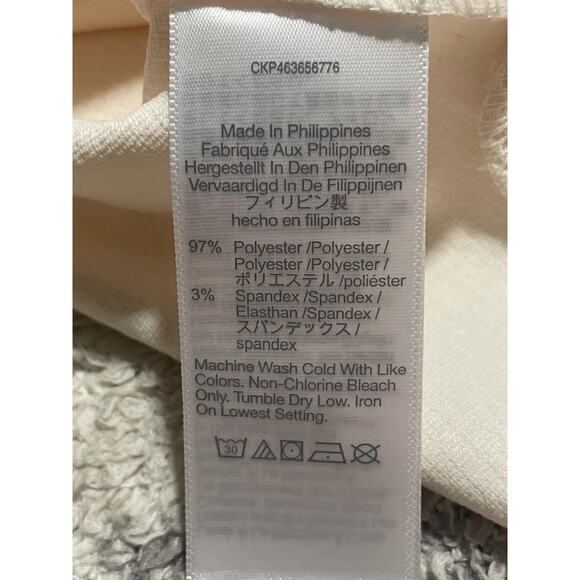 CKP463656776
Made In Philippines
Fabriqué Aux Philippines
Hergestellt In Den Philippinen
Vervaardigd In De Filippijnen
フィリピン製
hecho en filipinas
97% Polyester /Polyester /
Polyester /Polyester /
ポリエステル /poliéster
3% Spandex /Spandex /
Elasthan /Spandex /
スパンデックス /
spandex
Machine Wash Cold With Like
Colors. Non-Chlorine Bleach
Only. Tumble Dry Low. Iron
On Lowest Setting.
30